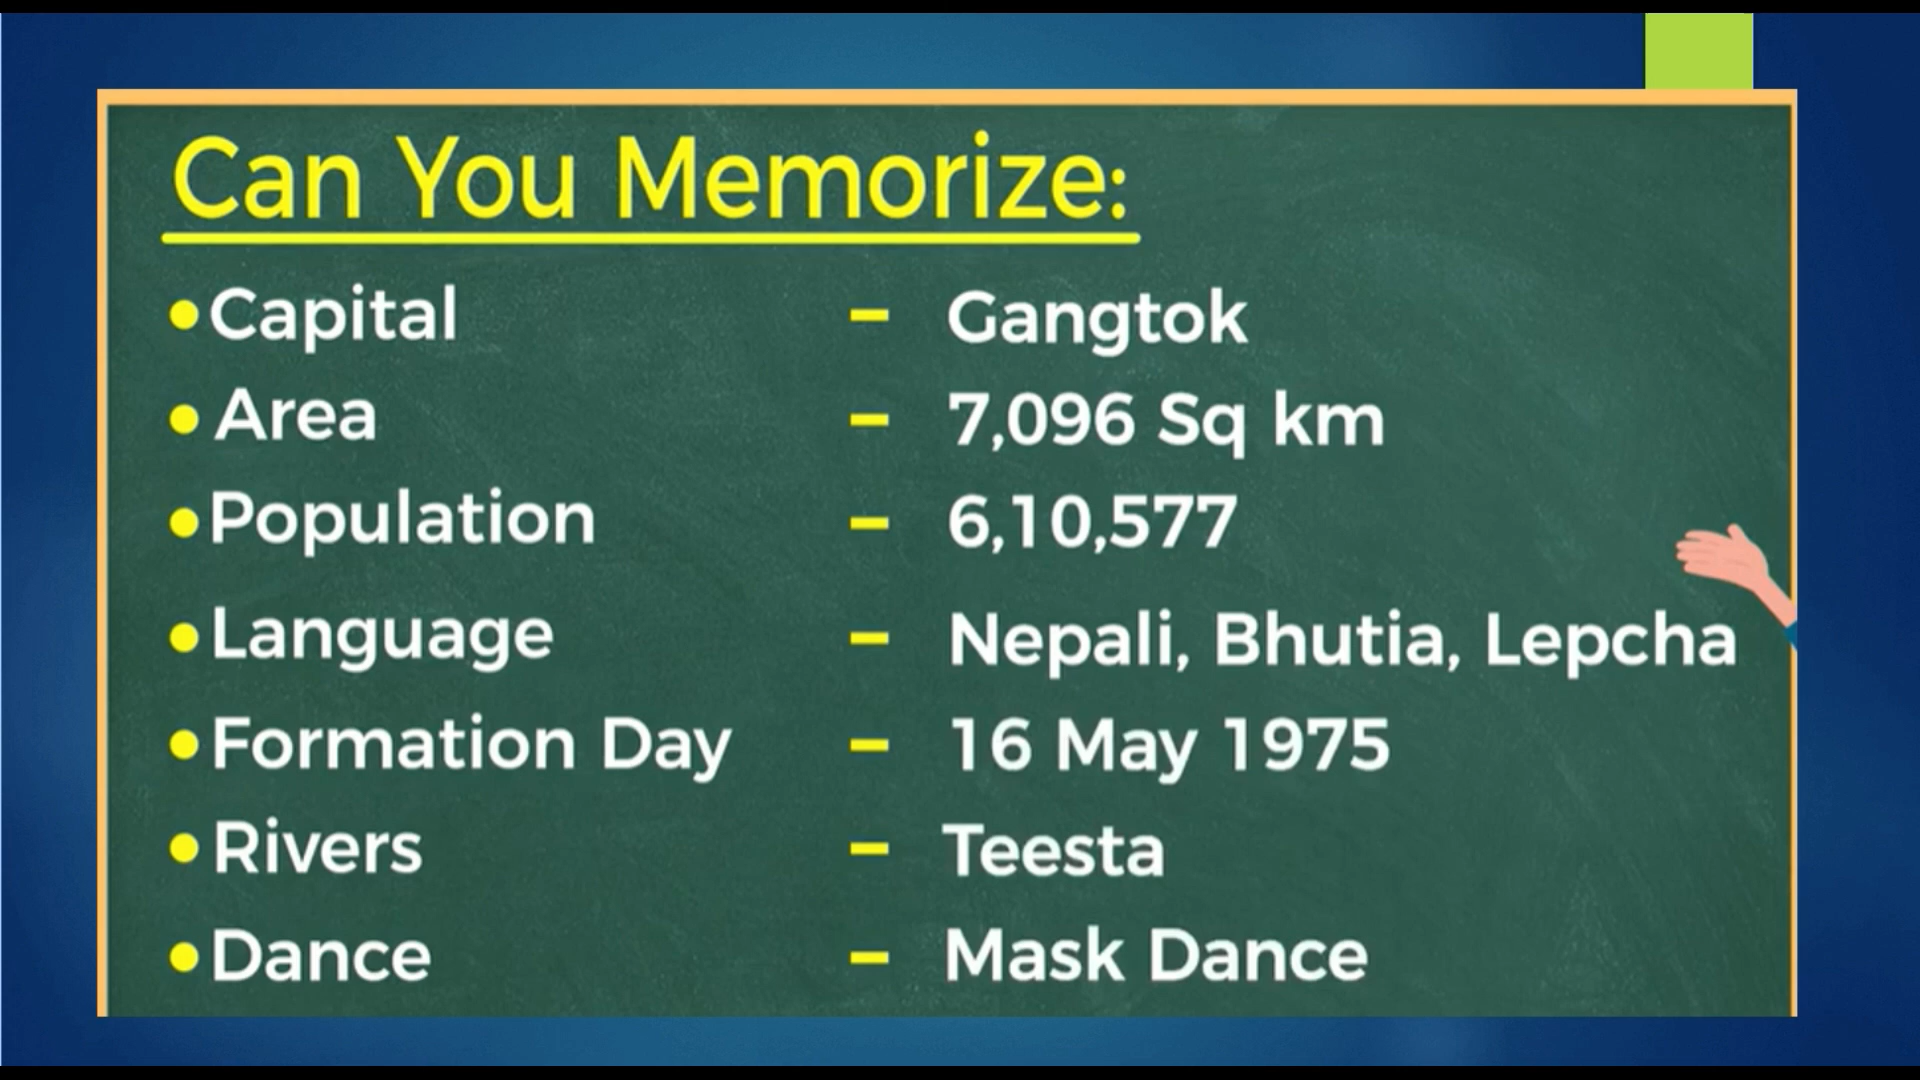 Can You Memorize:
• Capital – Gangtok
• Area – 7,096 Sq km
• Population – 6,10,577
• Language – Nepali, Bhutia, Lepcha
• Formation Day – 16 May 1975
• Rivers – Teesta
• Dance – Mask Dance